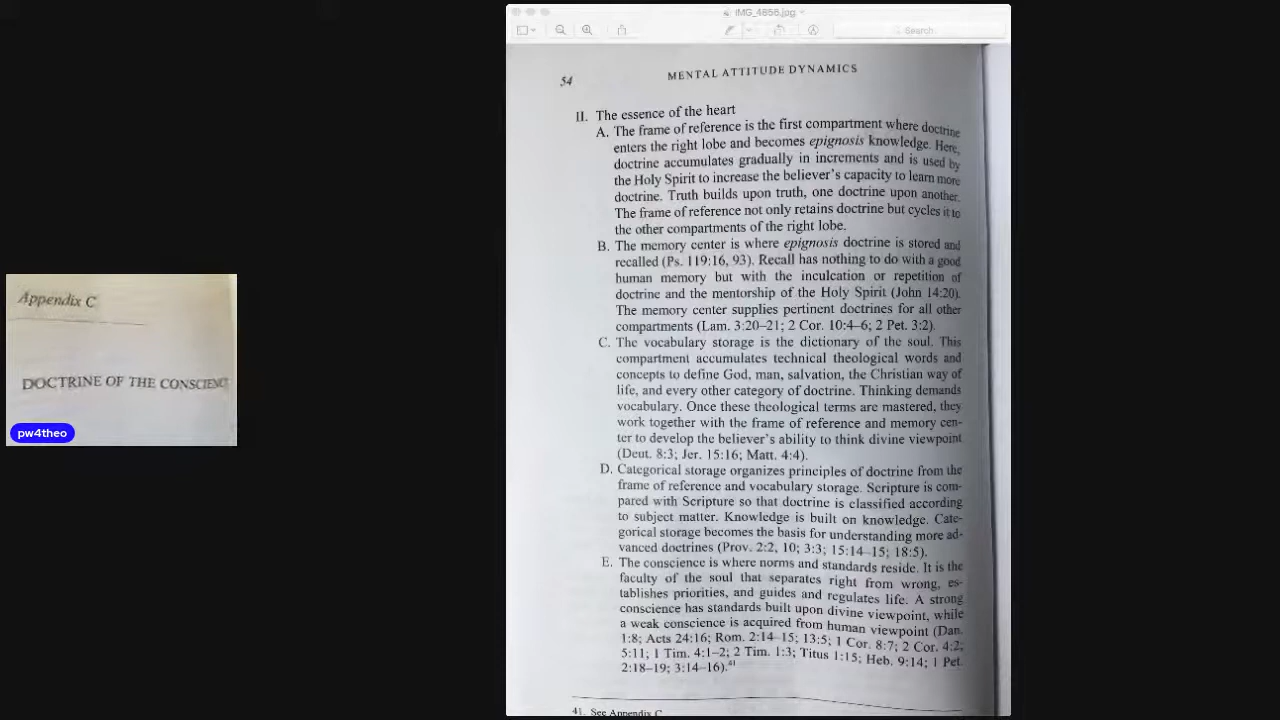 Appendix C
DOCTRINE OF THE CONSCIENC
pw4theo
IMG_4856.jpg
Search
54
MENTAL ATTITUDE DYNAMICS
II. The essence of the heart
A. The frame of reference is the first compartment where doctrine
enters the right lobe and becomes epignosis knowledge. Here,
doctrine accumulates gradually in increments and is used by
the Holy Spirit to increase the believer's capacity to learn more
doctrine. Truth builds upon truth, one doctrine upon another.
The frame of reference not only retains doctrine but cycles it to
the other compartments of the right lobe.
B. The memory center is where epignosis doctrine is stored and
recalled (Ps. 119:16, 93). Recall has nothing to do with a good
human memory but with the inculcation or repetition of
doctrine and the mentorship of the Holy Spirit (John 14:20).
The memory center supplies pertinent doctrines for all other
compartments (Lam. 3:20–21; 2 Cor. 10:4–6; 2 Pet. 3:2).
C. The vocabulary storage is the dictionary of the soul. This
compartment accumulates technical theological words and
concepts to define God, man, salvation, the Christian way of
life, and every other category of doctrine. Thinking demands
vocabulary. Once these theological terms are mastered, they
work together with the frame of reference and memory cen-
ter to develop the believer's ability to think divine viewpoint
(Deut. 8:3; Jer. 15:16; Matt. 4:4).
D. Categorical storage organizes principles of doctrine from the
frame of reference and vocabulary storage. Scripture is com-
pared with Scripture so that doctrine is classified according
to subject matter. Knowledge is built on knowledge. Cate-
gorical storage becomes the basis for understanding more ad-
vanced doctrines (Prov. 2:2, 10; 3:3; 15:14–15; 18:5).
E. The conscience is where norms and standards reside. It is the
faculty of the soul that separates right from wrong, es-
tablishes priorities, and guides and regulates life. A strong
conscience has standards built upon divine viewpoint, while
a weak conscience is acquired from human viewpoint (Dan.
1:8; Acts 24:16; Rom. 2:14–15; 13:5; 1 Cor. 8:7; 2 Cor. 4:2;
5:11; 1 Tim. 4:1–2; 2 Tim. 1:3; Titus 1:15; Heb. 9:14; 1 Pet.
2:18–19; 3:14–16).41
41. See Appendix C